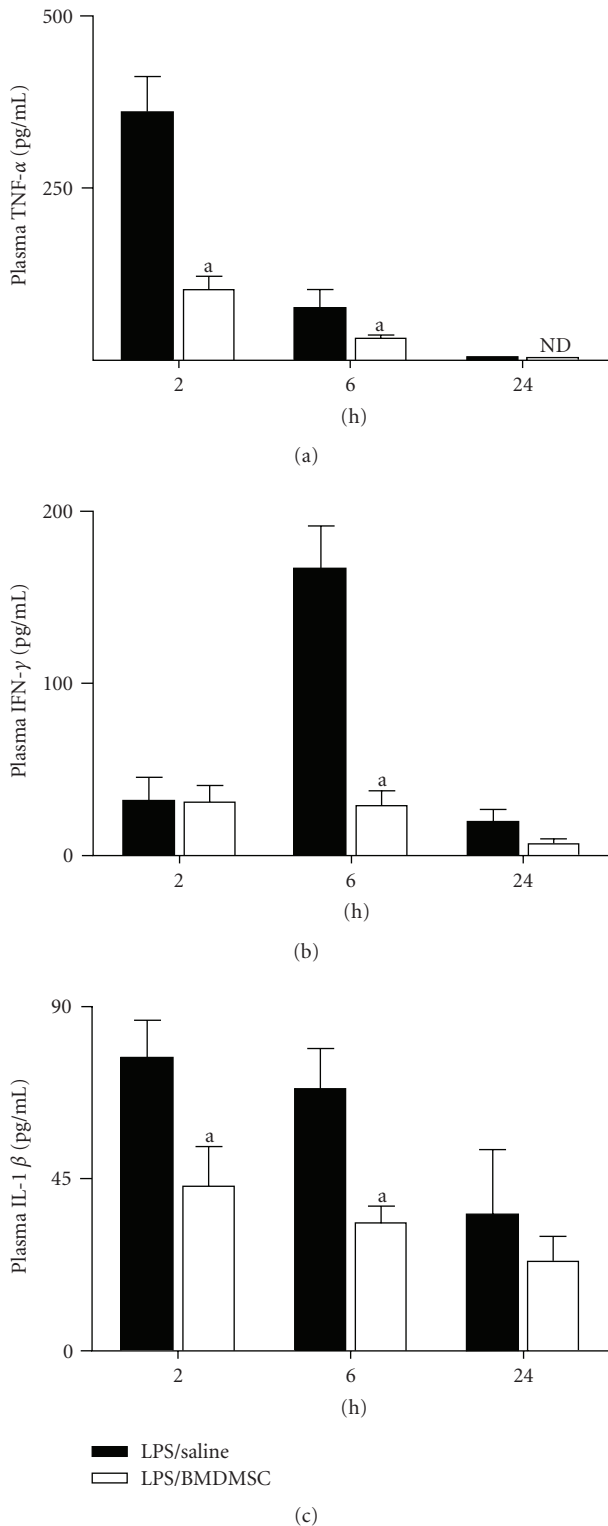 500
250
Plasma TNF-α (pg/mL)
a
a
ND
2
6
24
(h)
(a)
200
100
0
Plasma IFN-γ (pg/mL)
a
2
6
24
(h)
(b)
90
45
0
Plasma IL-1 β (pg/mL)
a
a
2
6
24
(h)
LPS/saline
LPS/BMDMSC
(c)